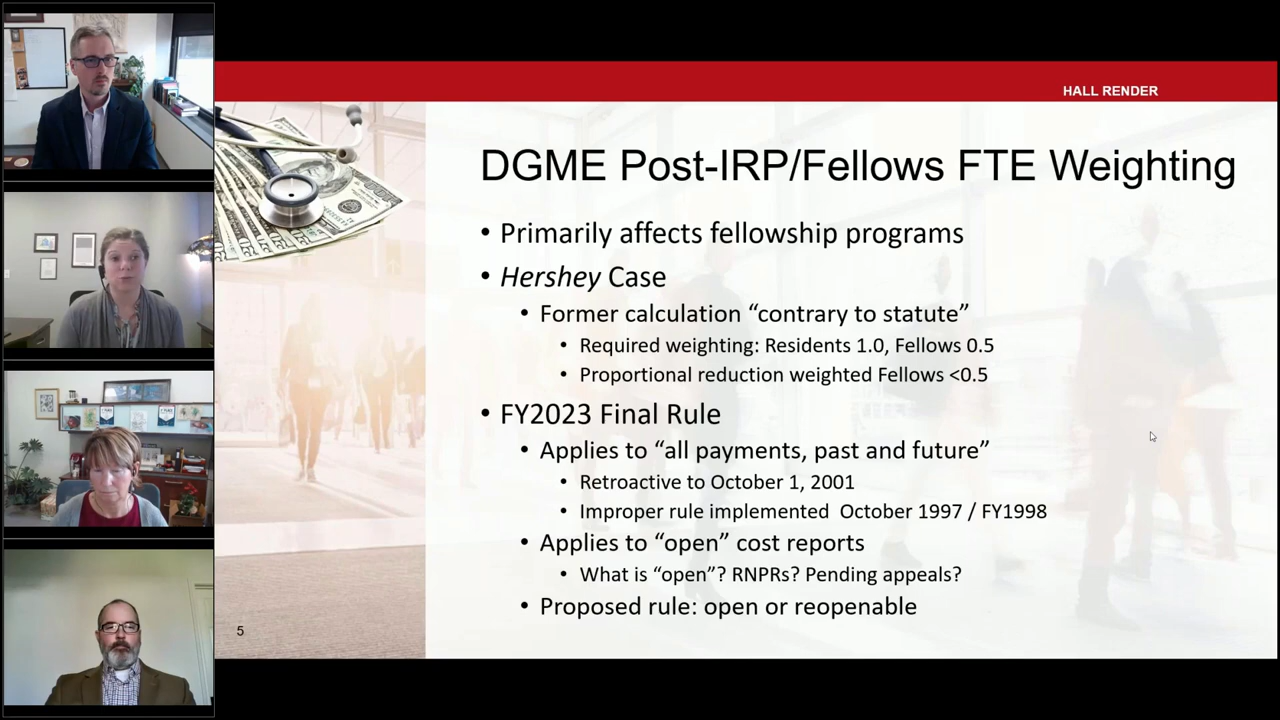 HALL RENDER
DGME Post-IRP/Fellows FTE Weighting
• Primarily affects fellowship programs
• Hershey Case
• Former calculation “contrary to statute”
• Required weighting: Residents 1.0, Fellows 0.5
• Proportional reduction weighted Fellows <0.5
• FY2023 Final Rule
• Applies to “all payments, past and future”
• Retroactive to October 1, 2001
• Improper rule implemented October 1997 / FY1998
• Applies to “open” cost reports
• What is “open”? RNPRs? Pending appeals?
• Proposed rule: open or reopenable
5